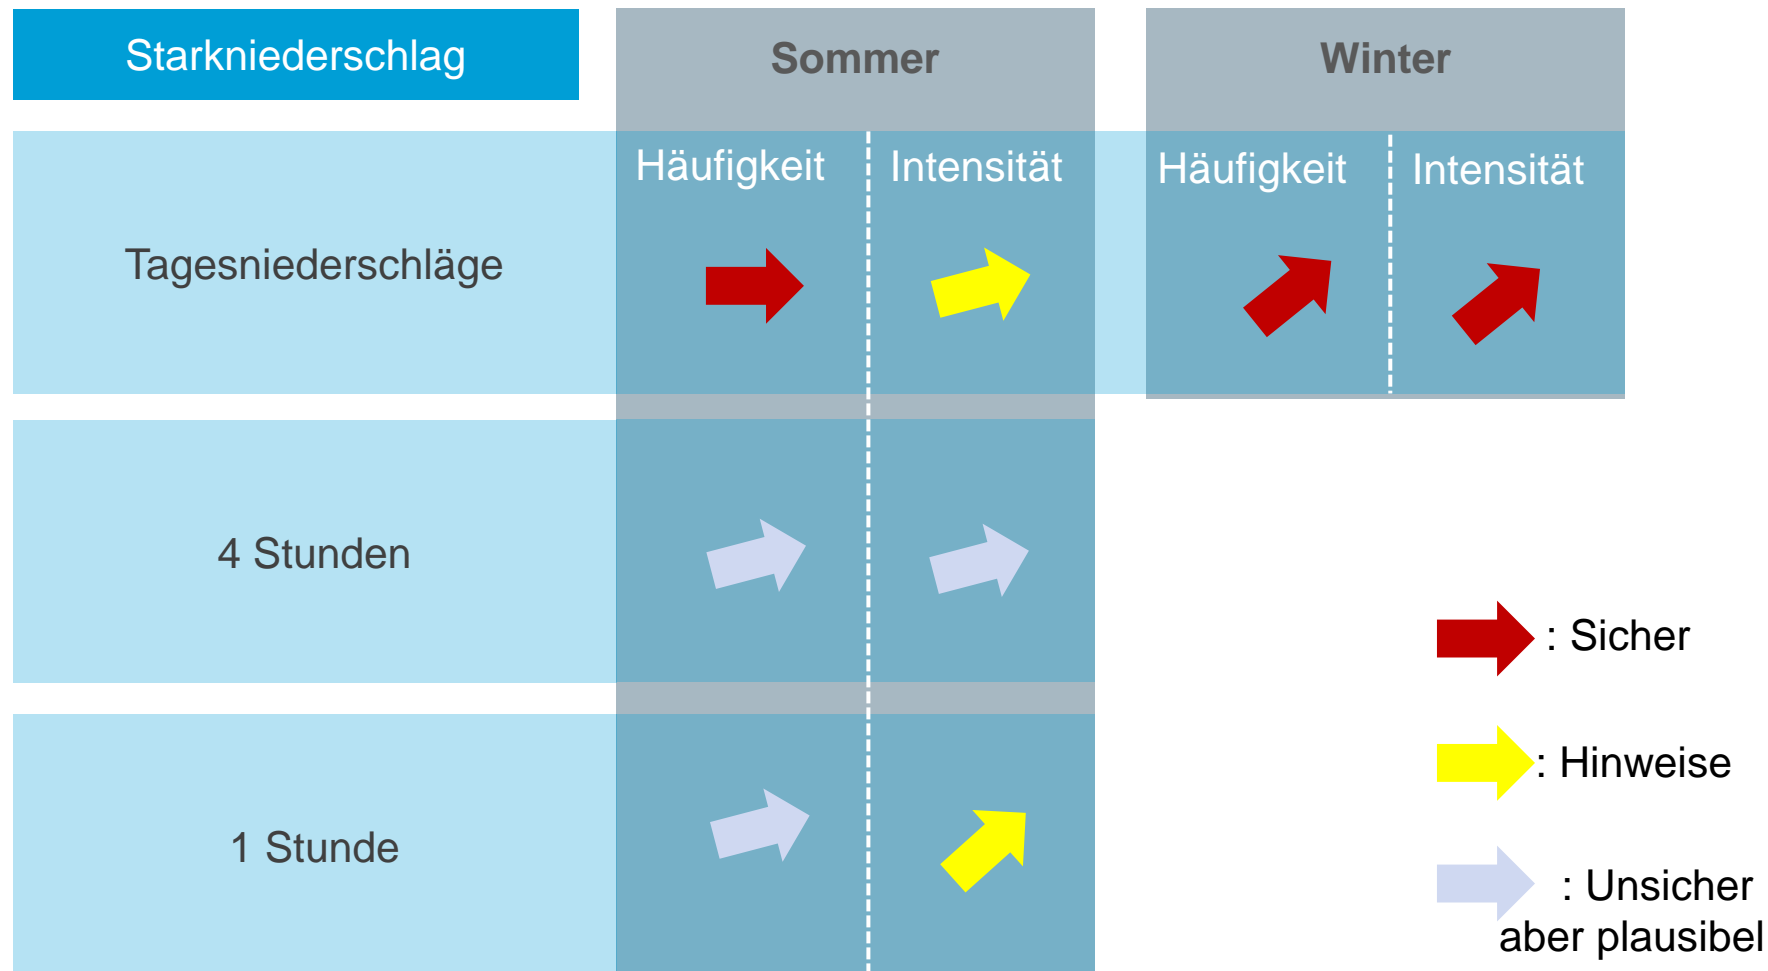 Starkniederschlag
Sommer
Winter
Häufigkeit
Intensität
Häufigkeit
Intensität
Tagesniederschläge
4 Stunden
1 Stunde
: Sicher
: Hinweise
: Unsicher
aber plausibel